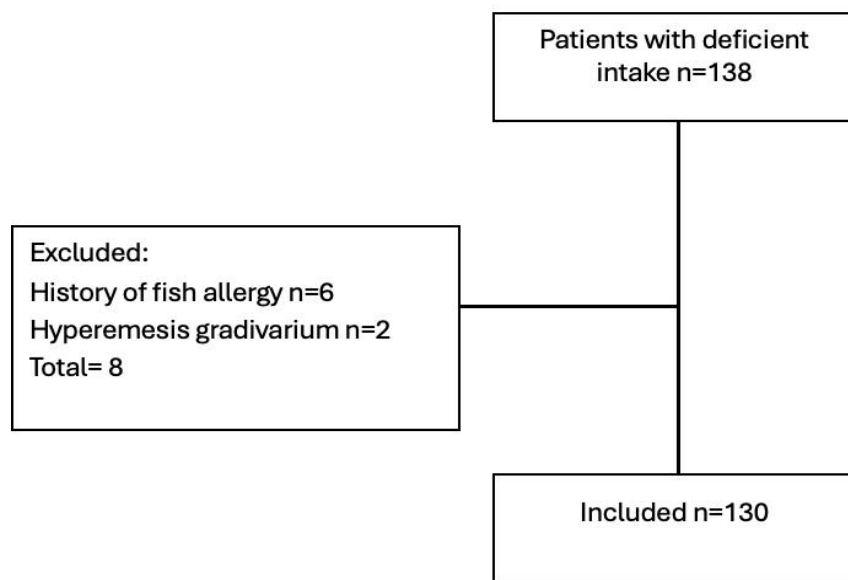 Patients with deficient
intake n=138
Excluded:
History of fish allergy n=6
Hyperemesis gradivarium n=2
Total= 8
Included n=130